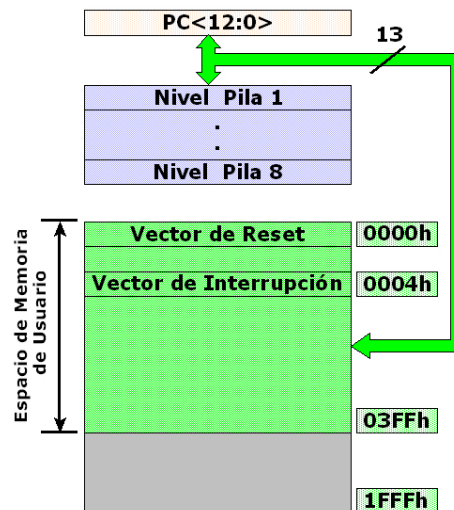 PC<12:0>
13
Nivel Pila 1
.
.
Nivel Pila 8
Vector de Reset
0000h
Vector de Interrupción
0004h
Espacio de Memoria
de Usuario
03FFh
1FFFh